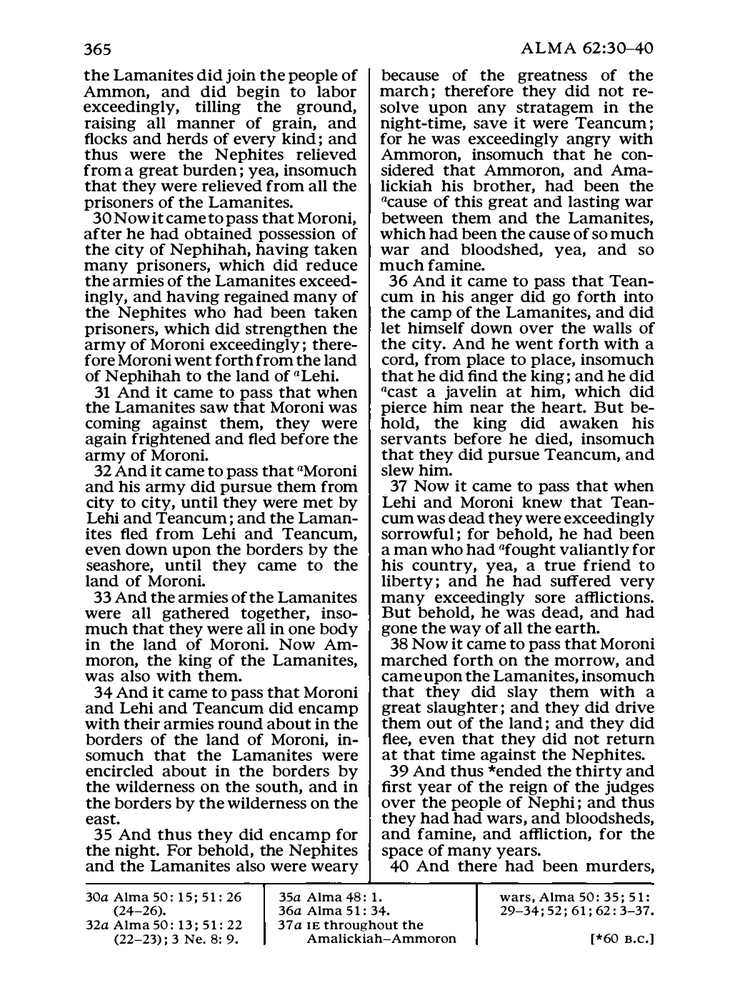 365
ALMA 62:30–40
the Lamanites did join the people of
Ammon, and did begin to labor
exceedingly, tilling the ground,
raising all manner of grain, and
flocks and herds of every kind; and
thus were the Nephites relieved
from a great burden; yea, insomuch
that they were relieved from all the
prisoners of the Lamanites.
30 Now it came to pass that Moroni,
after he had obtained possession of
the city of Nephihah, having taken
many prisoners, which did reduce
the armies of the Lamanites exceed-
ingly, and having regained many of
the Nephites who had been taken
prisoners, which did strengthen the
army of Moroni exceedingly; there-
fore Moroni went forth from the land
of Nephihah to the land of aLehi.
31 And it came to pass that when
the Lamanites saw that Moroni was
coming against them, they were
again frightened and fled before the
army of Moroni.
32 And it came to pass that aMoroni
and his army did pursue them from
city to city, until they were met by
Lehi and Teancum; and the Laman-
ites fled from Lehi and Teancum,
even down upon the borders by the
seashore, until they came to the
land of Moroni.
33 And the armies of the Lamanites
were all gathered together, inso-
much that they were all in one body
in the land of Moroni. Now Am-
moron, the king of the Lamanites,
was also with them.
34 And it came to pass that Moroni
and Lehi and Teancum did encamp
with their armies round about in the
borders of the land of Moroni, in-
somuch that the Lamanites were
encircled about in the borders by
the wilderness on the south, and in
the borders by the wilderness on the
east.
35 And thus they did encamp for
the night. For behold, the Nephites
and the Lamanites also were weary
because of the greatness of the
march; therefore they did not re-
solve upon any stratagem in the
night-time, save it were Teancum;
for he was exceedingly angry with
Ammoron, insomuch that he con-
sidered that Ammoron, and Ama-
lickiah his brother, had been the
acause of this great and lasting war
between them and the Lamanites,
which had been the cause of so much
war and bloodshed, yea, and so
much famine.
36 And it came to pass that Tean-
cum in his anger did go forth into
the camp of the Lamanites, and did
let himself down over the walls of
the city. And he went forth with a
cord, from place to place, insomuch
that he did find the king; and he did
acast a javelin at him, which did
pierce him near the heart. But be-
hold, the king did awaken his
servants before he died, insomuch
that they did pursue Teancum, and
slew him.
37 Now it came to pass that when
Lehi and Moroni knew that Tean-
cum was dead they were exceedingly
sorrowful; for behold, he had been
a man who had afought valiantly for
his country, yea, a true friend to
liberty; and he had suffered very
many exceedingly sore afflictions.
But behold, he was dead, and had
gone the way of all the earth.
38 Now it came to pass that Moroni
marched forth on the morrow, and
came upon the Lamanites, insomuch
that they did slay them with a
great slaughter; and they did drive
them out of the land; and they did
flee, even that they did not return
at that time against the Nephites.
39 And thus *ended the thirty and
first year of the reign of the judges
over the people of Nephi; and thus
they had had wars, and bloodsheds,
and famine, and affliction, for the
space of many years.
40 And there had been murders,
30a Alma 50:15; 51:26
(24–26).
32a Alma 50:13; 51:22
(22–23); 3 Ne. 8:9.
35a Alma 48:1.
36a Alma 51:34.
37a IE throughout the
Amalickiah–Ammoron
wars, Alma 50:35; 51:
29–34; 52; 61; 62:3–37.
[*60 B.C.]